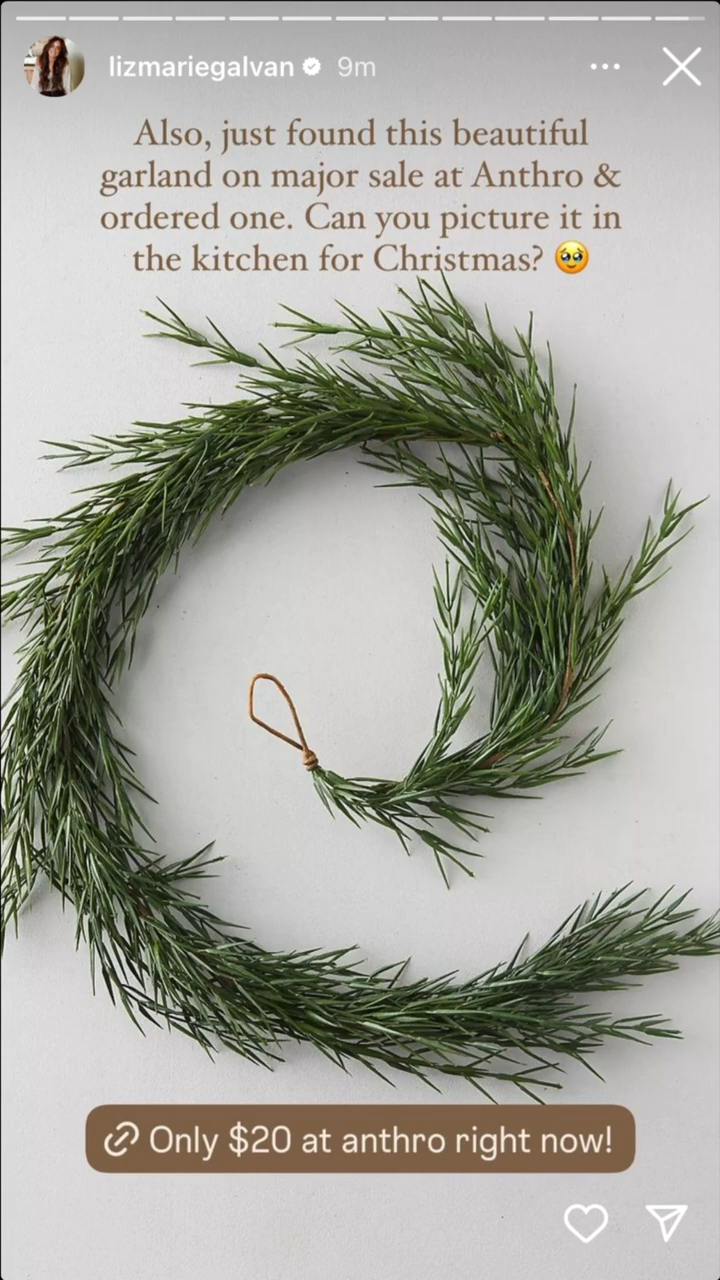 lizmariegalvan 9m
Also, just found this beautiful
garland on major sale at Anthro &
ordered one. Can you picture it in
the kitchen for Christmas? 🥹
Only $20 at anthro right now!